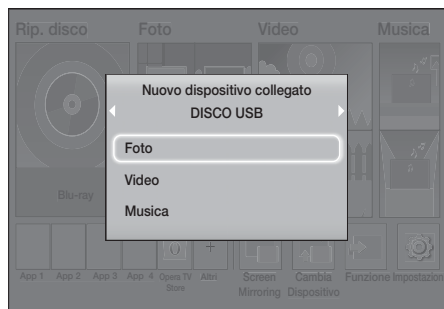 Rip. disco Foto Video Musica
Nuovo dispositivo collegato
DISCO USB
Foto
Video
Musica
Blu-ray
App 1 App 2 App 3 App 4 Opera TV Store Altri Screen Mirroring Cambia Dispositivo Funzione Impostazioni